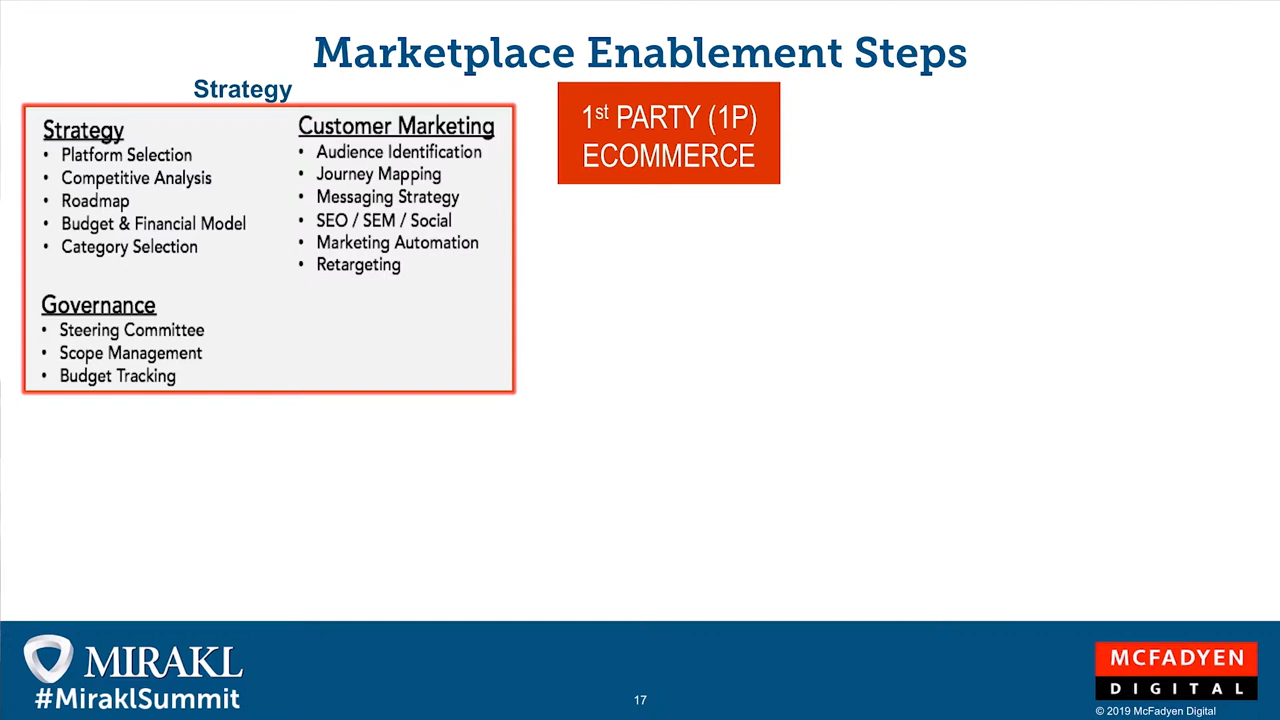 Marketplace Enablement Steps
Strategy
Strategy
• Platform Selection
• Competitive Analysis
• Roadmap
• Budget & Financial Model
• Category Selection
Governance
• Steering Committee
• Scope Management
• Budget Tracking
Customer Marketing
• Audience Identification
• Journey Mapping
• Messaging Strategy
• SEO / SEM / Social
• Marketing Automation
• Retargeting
1st PARTY (1P)
ECOMMERCE
MIRAKL
#MiraklSummit
17
MCFADYEN
DIGITAL
© 2019 McFadyen Digital